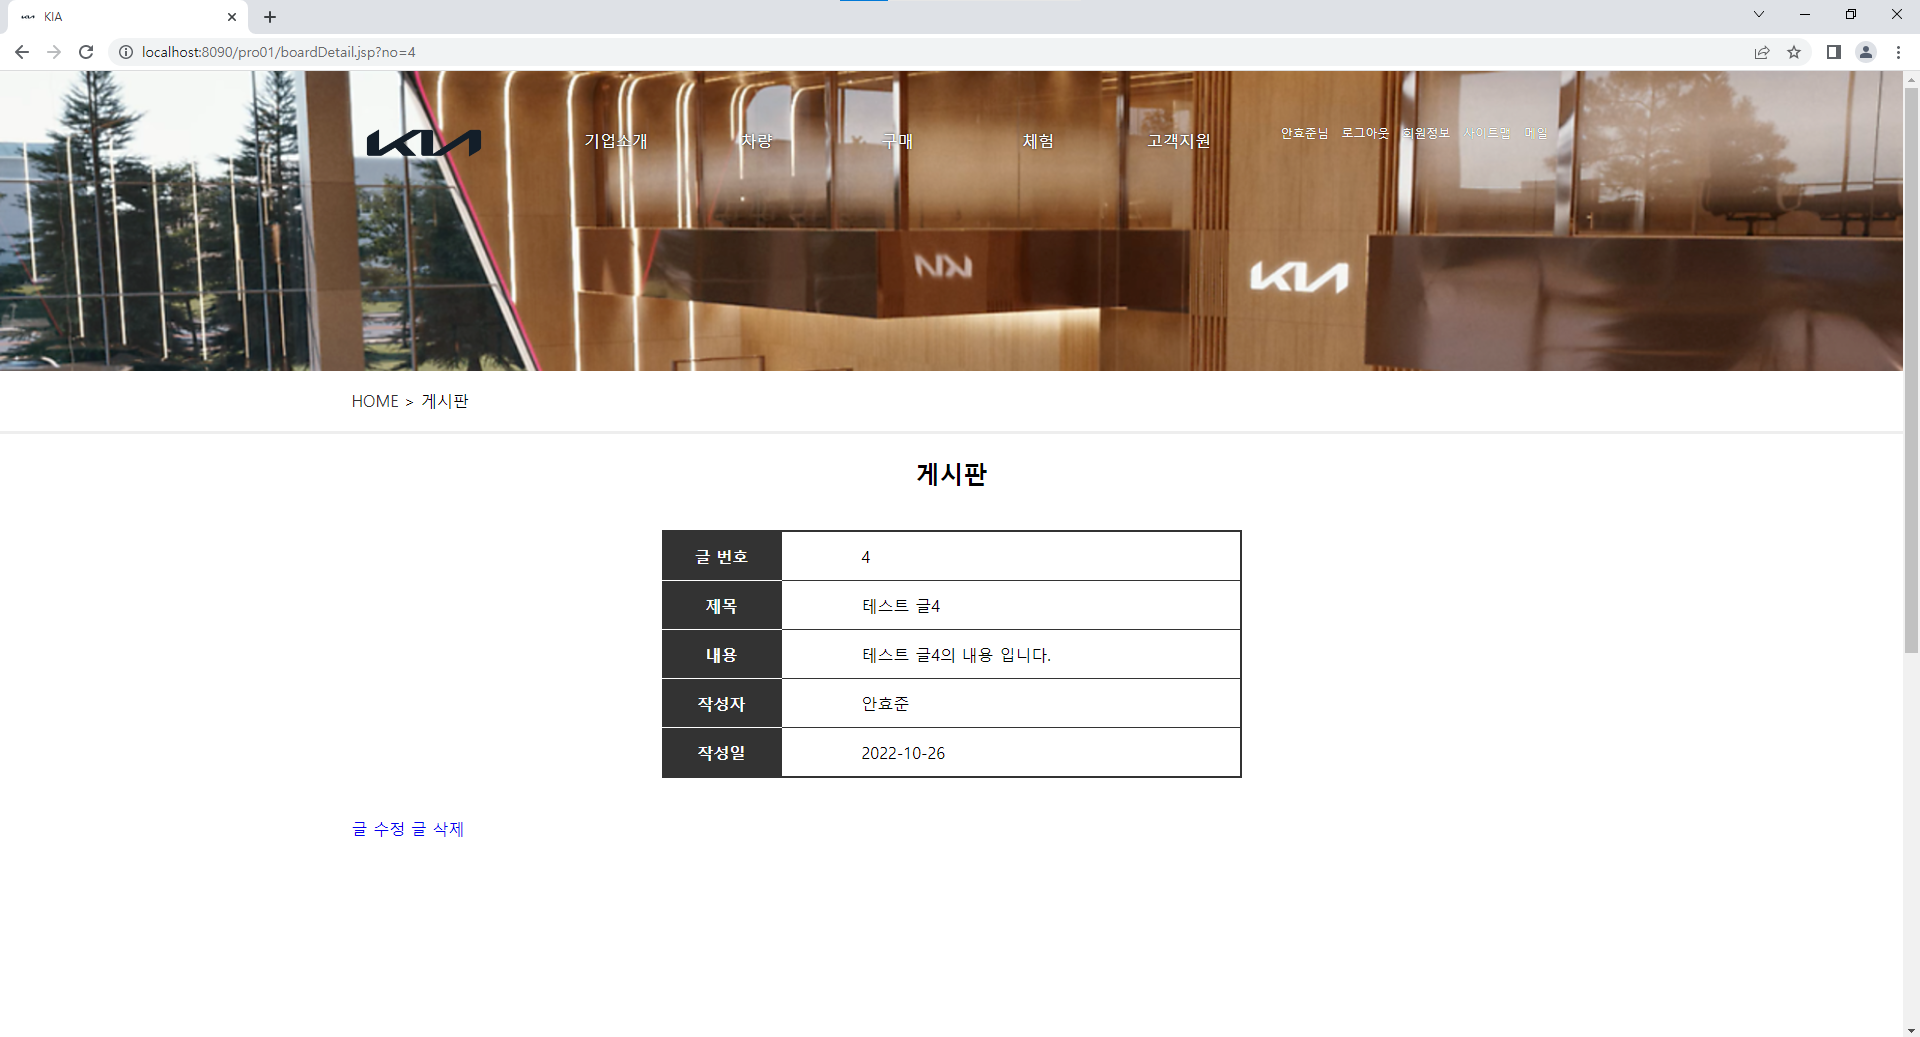 KIA
localhost:8090/pro01/boardDetail.jsp?no=4
KIA 기업소개 차량 구매 체험 고객지원 안효준님 로그아웃 회원정보 사이트맵 메일
KIA
HOME > 게시판
게시판
글 번호 4
제목 테스트 글4
내용 테스트 글4의 내용 입니다.
작성자 안효준
작성일 2022-10-26
글 수정 글 삭제